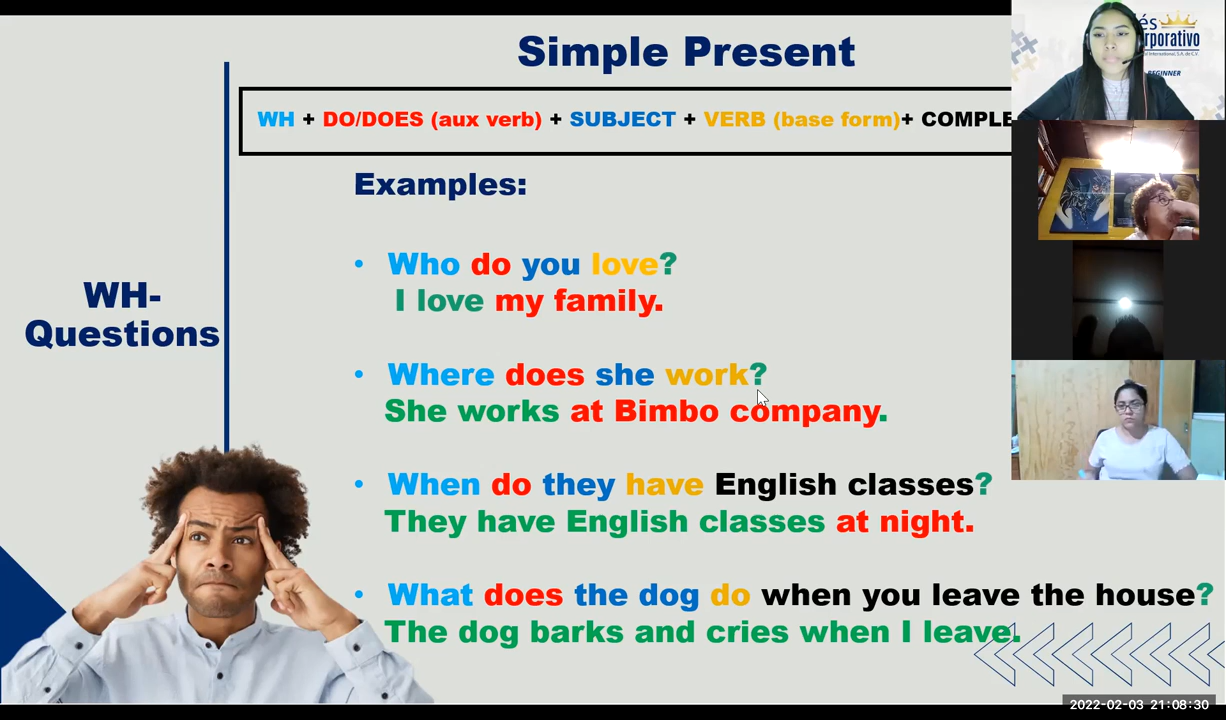 Simple Present
WH + DO/DOES (aux verb) + SUBJECT + VERB (base form)+ COMPLE
Examples:
• Who do you love?
I love my family.
WH-
Questions
• Where does she work?
She works at Bimbo company.
• When do they have English classes?
They have English classes at night.
• What does the dog do when you leave the house?
The dog barks and cries when I leave.
és
rporativo
BEGINNER
2022-02-03 21:08:30